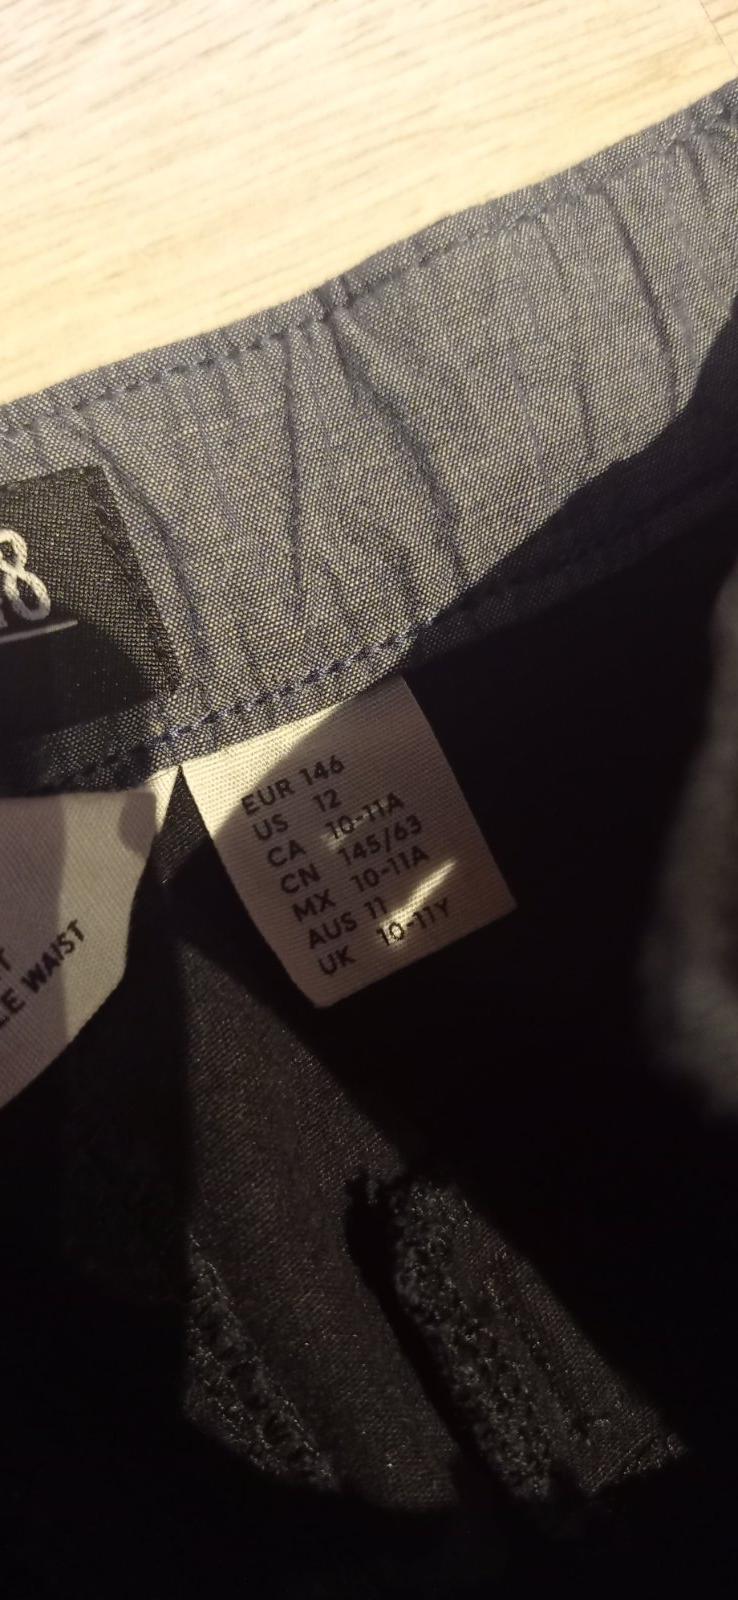 8
EUR 146
US 12
CA 10-11A
CN 145/63
MX 10-11A
AUS 11
UK 10-11Y
WAIST